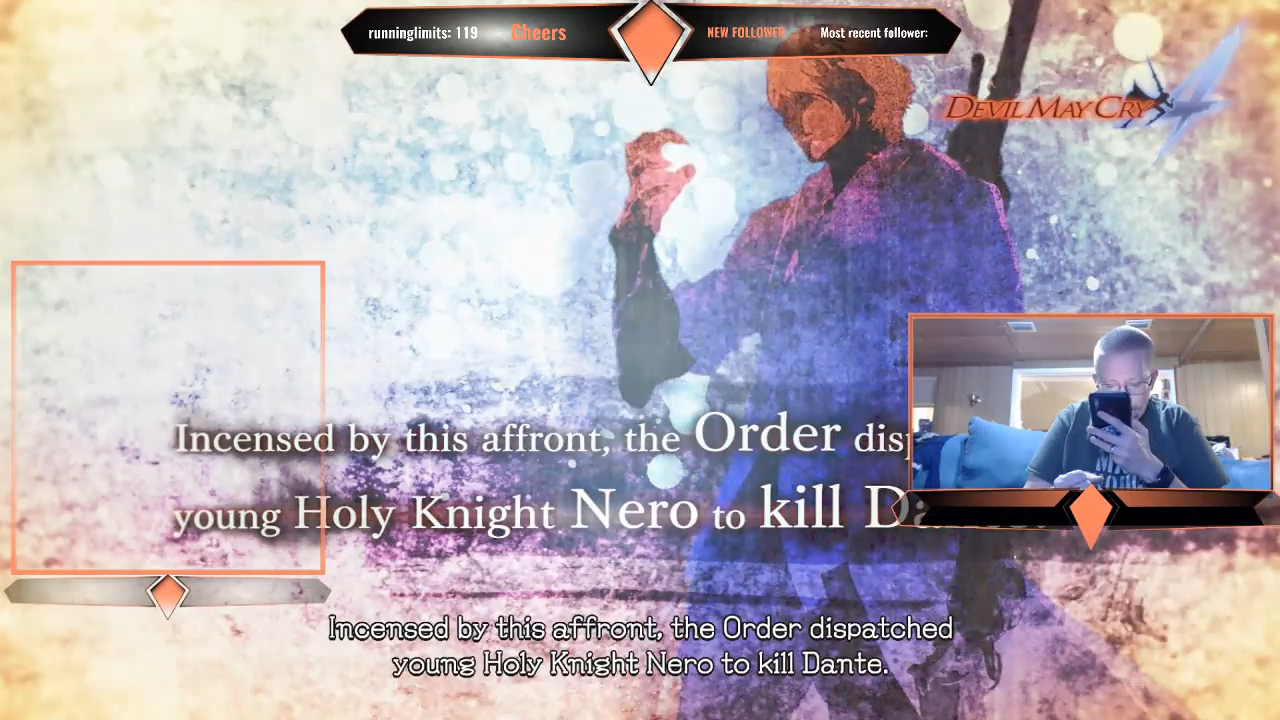 runninglimits: 119
Cheers
NEW FOLLOWER
Most recent follower:
DEVIL MAY CRY 4
Incensed by this affront, the Order disp
young Holy Knight Nero to kill Da
Incensed by this affront, the Order dispatched
young Holy Knight Nero to kill Dante.